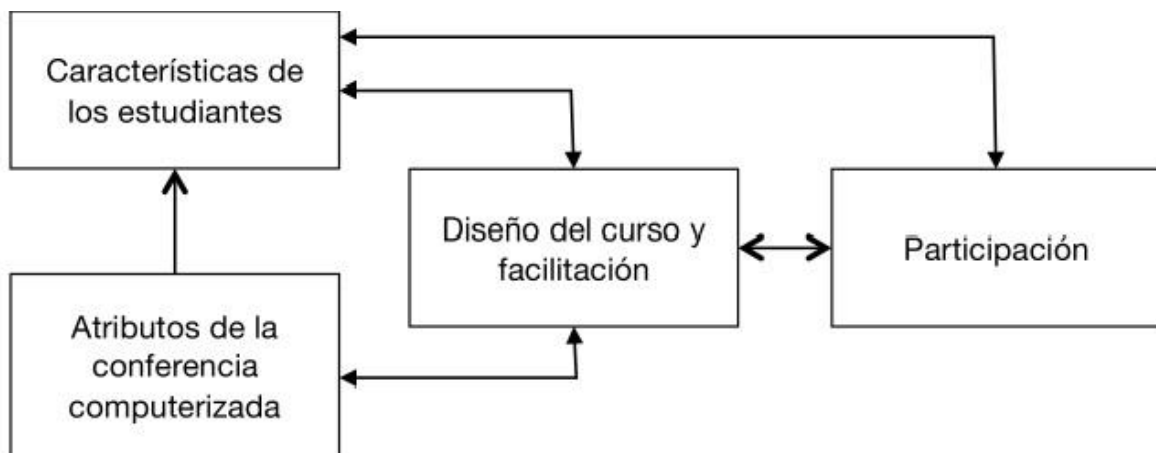 Características de
los estudiantes
Diseño del curso y
facilitación
Participación
Atributos de la
conferencia
computerizada